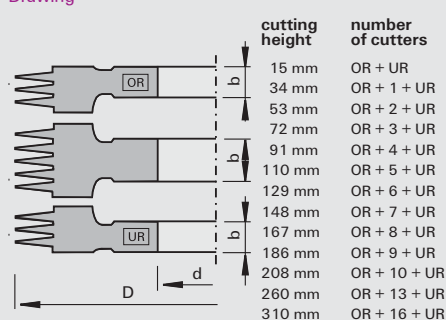 Drawing
cutting height
number of cutters
15 mm OR + UR
34 mm OR + 1 + UR
53 mm OR + 2 + UR
72 mm OR + 3 + UR
91 mm OR + 4 + UR
110 mm OR + 5 + UR
129 mm OR + 6 + UR
148 mm OR + 7 + UR
167 mm OR + 8 + UR
186 mm OR + 9 + UR
208 mm OR + 10 + UR
260 mm OR + 13 + UR
310 mm OR + 16 + UR
OR
b
b
UR
b
d
D